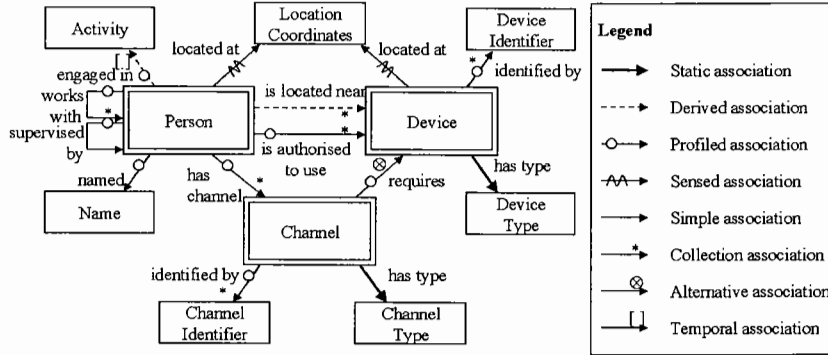 Activity
Location
Coordinates
Device
Identifier
located at
located at
[ ]
engaged in
*
identified by
works
with
*
supervised
by
Person
is located near
*
*
is authorised
to use
Device
named
has
channel
*
requires
has type
Name
Channel
Device
Type
identified by
*
has type
Channel
Identifier
Channel
Type
Legend
Static association
Derived association
Profiled association
Sensed association
Simple association
* Collection association
Alternative association
[ ] Temporal association